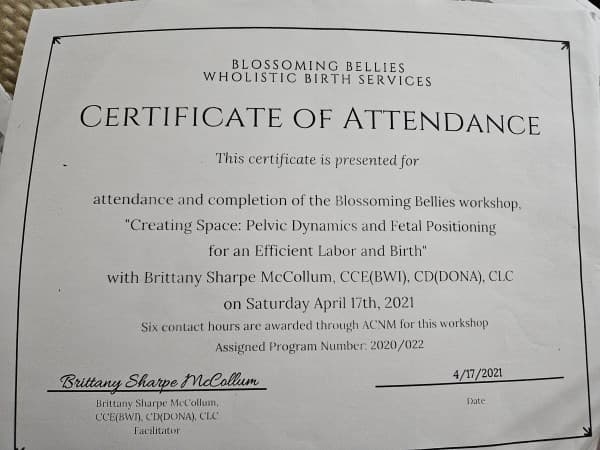 BLOSSOMING BELLIES
WHOLISTIC BIRTH SERVICES
CERTIFICATE OF ATTENDANCE
This certificate is presented for
attendance and completion of the Blossoming Bellies workshop,
"Creating Space: Pelvic Dynamics and Fetal Positioning
for an Efficient Labor and Birth"
with Brittany Sharpe McCollum, CCE(BWI), CD(DONA), CLC
on Saturday April 17th, 2021
Six contact hours are awarded through ACNM for this workshop
Assigned Program Number: 2020/022
Brittany Sharpe McCollum
4/17/2021
Brittany Sharpe McCollum,
CCE(BWI), CD(DONA), CLC
Facilitator
Date